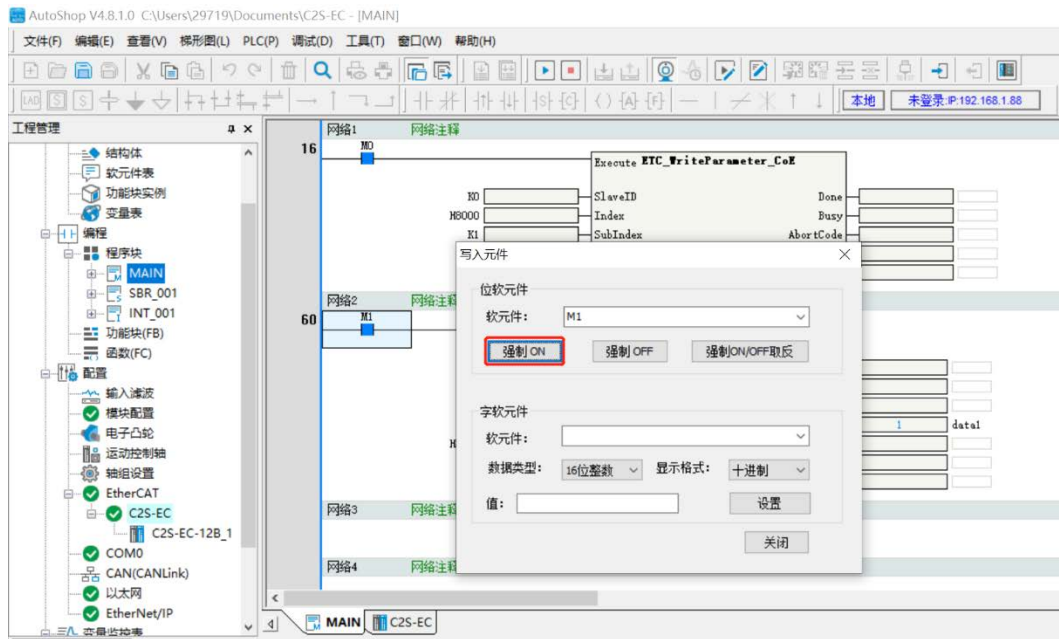 AutoShop V4.8.1.0 C:\Users\29719\Documents\C2S-EC - [MAIN]
文件(F) 编辑(E) 查看(V) 梯形图(L) PLC(P) 调试(D) 工具(T) 窗口(W) 帮助(H)
LAD S S
{S} {C} ( ) {A} {F}
本地 未登录:IP:192.168.1.88
工程管理
结构体
软元件表
功能块实例
变量表
编程
程序块
MAIN
SBR_001
INT_001
功能块(FB)
函数(FC)
配置
输入滤波
模块配置
电子凸轮
运动控制轴
轴组设置
EtherCAT
C2S-EC
C2S-EC-12B_1
COM0
CAN(CANLink)
以太网
EtherNet/IP
变量监控表
网络1 网络注释
16 M0
Execute ETC_WriteParameter_CoE
K0 SlaveID Done
H8000 Index Busy
K1 SubIndex AbortCode
网络2 网络注释
60 M1
H
1 data1
网络3 网络注释
网络4 网络注释
写入元件
位软元件
软元件: M1
强制 ON 强制 OFF 强制ON/OFF取反
字软元件
软元件:
数据类型: 16位整数 显示格式: 十进制
值: 设置
关闭
MAIN C2S-EC